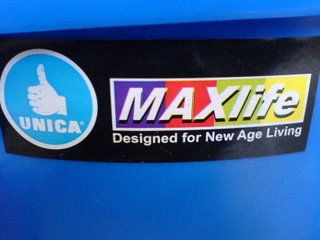 UNICA®
MAXlife
Designed for New Age Living